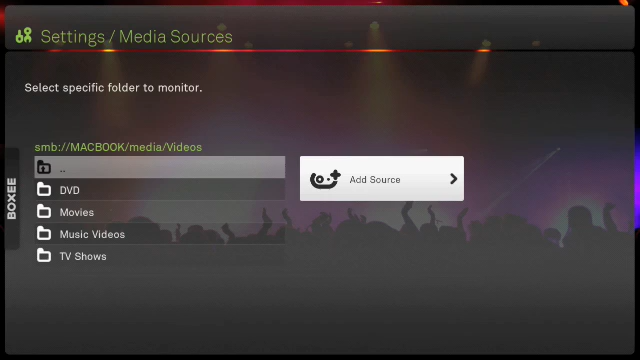 Settings / Media Sources
Select specific folder to monitor.
smb://MACBOOK/media/Videos
..
DVD
Movies
Music Videos
TV Shows
Add Source
BOXEE